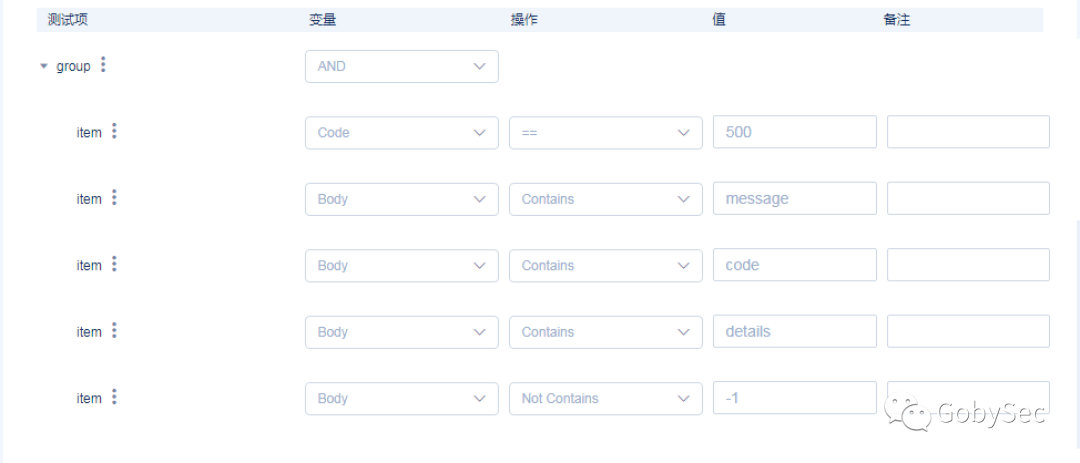 测试项 变量 操作 值 备注
group AND
item Code == 500
item Body Contains message
item Body Contains code
item Body Contains details
item Body Not Contains -1
GobySec